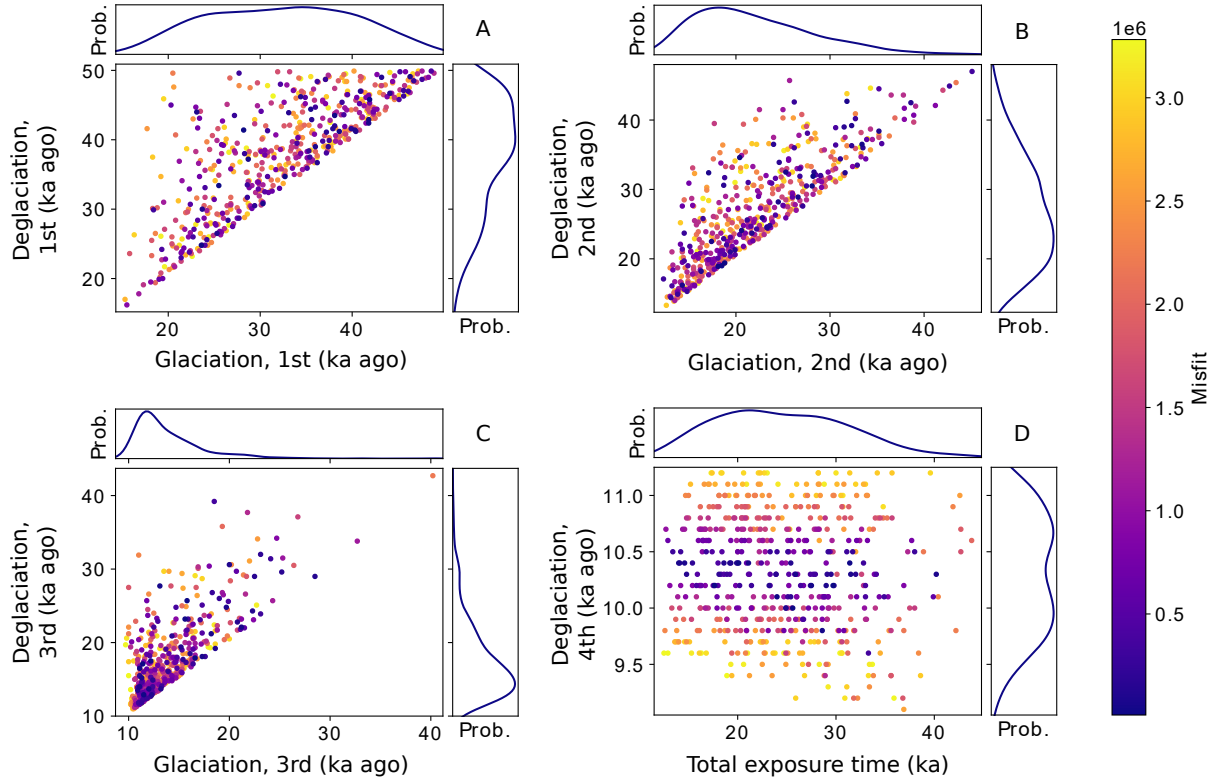 Prob.
A
Deglaciation,
1st (ka ago)
50
40
30
20
20 30 40
Prob.
Glaciation, 1st (ka ago)
Prob.
B
Deglaciation,
2nd (ka ago)
40
30
20
20 30 40
Prob.
Glaciation, 2nd (ka ago)
Prob.
C
Deglaciation,
3rd (ka ago)
40
30
20
10
10 20 30 40
Prob.
Glaciation, 3rd (ka ago)
Prob.
D
Deglaciation,
4th (ka ago)
11.0
10.5
10.0
9.5
20 30 40
Prob.
Total exposure time (ka)
1e6
3.0
2.5
2.0
1.5
1.0
0.5
Misfit